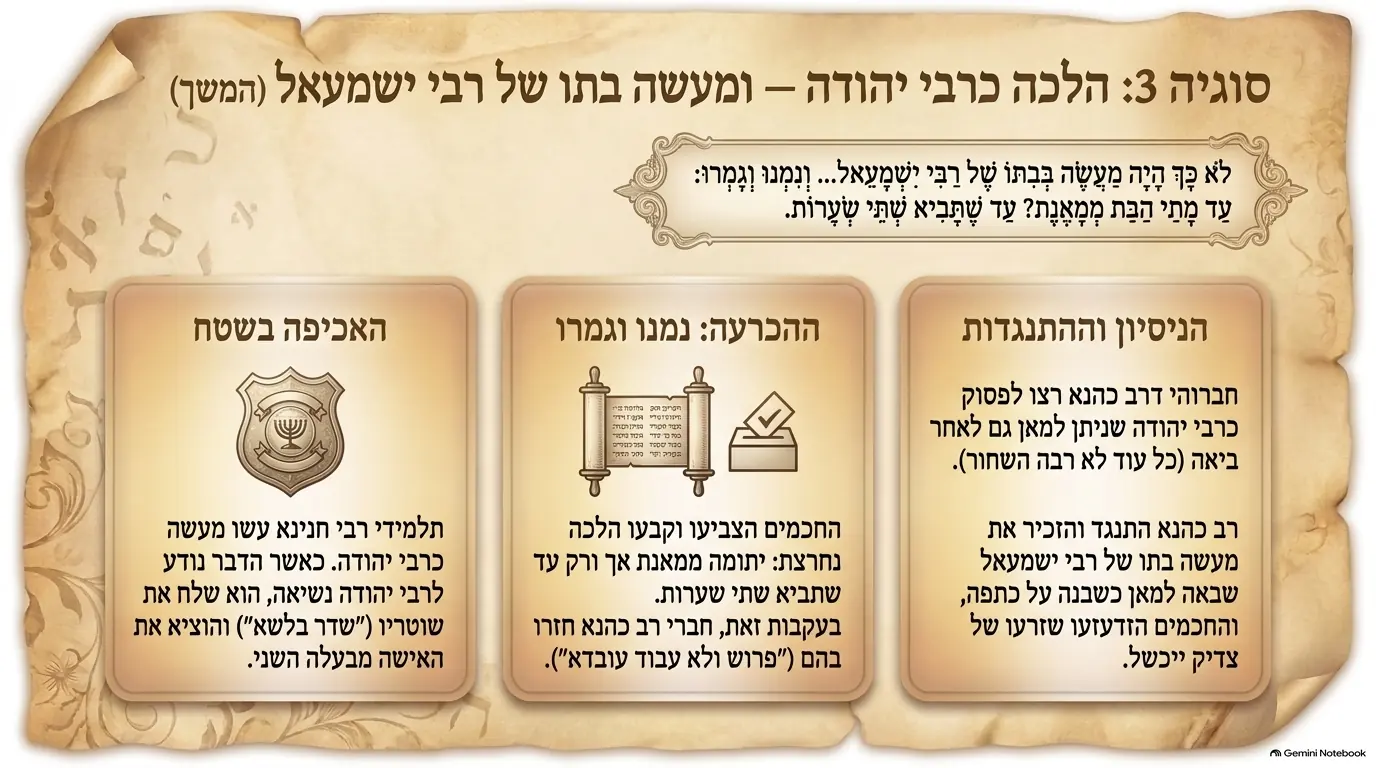 סוגיה 3: הלכה כרבי יהודה – ומעשה בתו של רבי ישמעאל (המשך)
לֹא כָּךְ הָיָה מַעֲשֶׂה בְּבִתּוֹ שֶׁל רַבִּי יִשְׁמָעֵאל... וְנִמְנוּ וְגָמְרוּ:
עַד מָתַי הַבַּת מְמָאֶנֶת? עַד שֶׁתָּבִיא שְׁתֵּי שְׂעָרוֹת.
הניסיון וההתנגדות
חברוהי דרב כהנא רצו לפסוק
כרבי יהודה שניתן למאן גם לאחר
ביאה (כל עוד לא רבה השחור).
רב כהנא התנגד והזכיר את
מעשה בתו של רבי ישמעאל
שבאה למאן כשבנה על כתפה,
והחכמים הזדעזעו שזרעו של
צדיק ייכשל.
ההכרעה: נמנו וגמרו
החכמים הצביעו וקבעו הלכה
נחרצת: יתומה ממאנת אך ורק עד
שתביא שתי שערות.
בעקבות זאת, חברי רב כהנא חזרו
בהם ("פרוש ולא עבוד עובדא").
האכיפה בשטח
תלמידי רבי חנינא עשו מעשה
כרבי יהודה. כאשר הדבר נודע
לרבי יהודה נשיאה, הוא שלח את
שוטריו ("שדר בלשא") והוציא את
האישה מבעלה השני.
Gemini Notebook